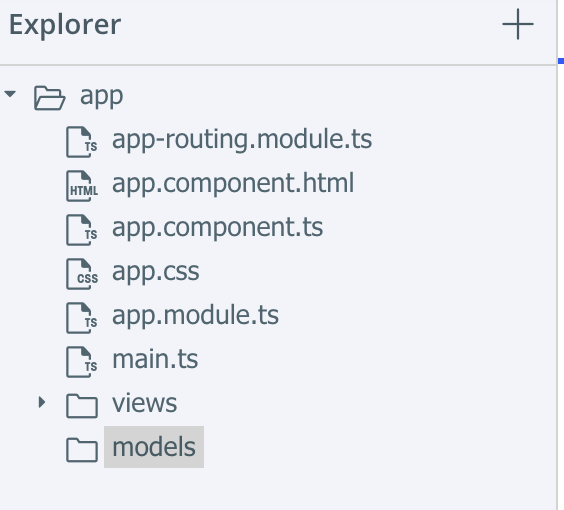 Explorer
app
TS app-routing.module.ts
HTML app.component.html
TS app.component.ts
CSS app.css
TS app.module.ts
TS main.ts
views
models